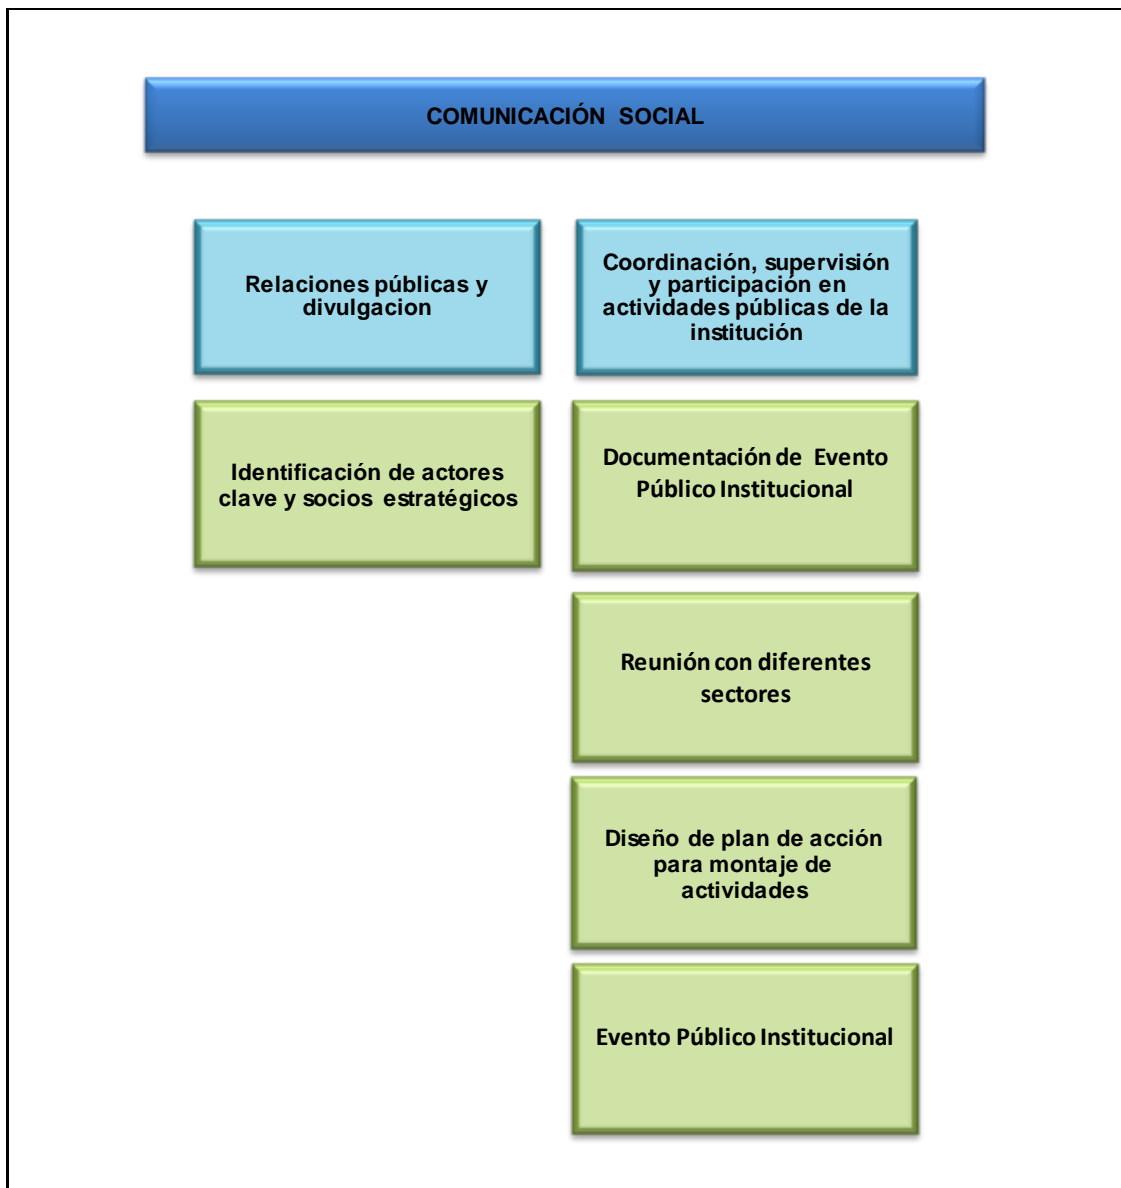 COMUNICACIÓN SOCIAL
Relaciones públicas y
divulgacion
Coordinación, supervisión
y participación en
actividades públicas de la
institución
Identificación de actores
clave y socios estratégicos
Documentación de Evento
Público Institucional
Reunión con diferentes
sectores
Diseño de plan de acción
para montaje de
actividades
Evento Público Institucional